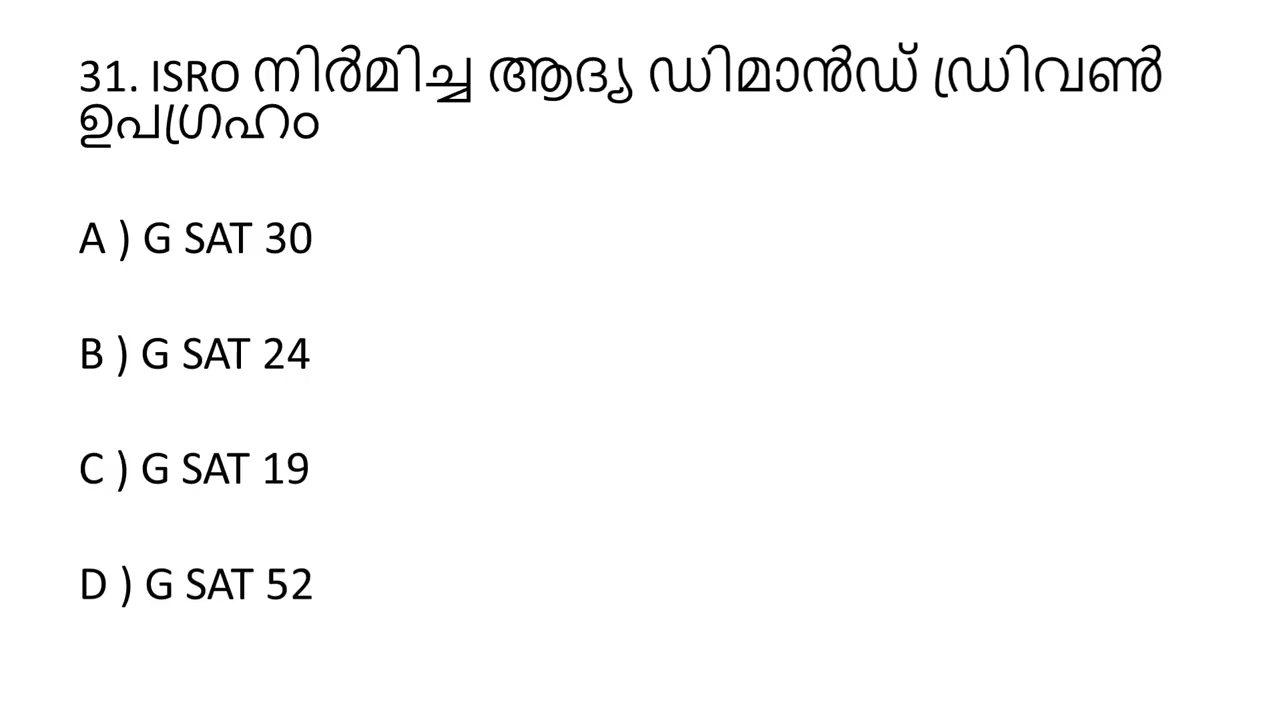 31. ISRO നിർമിച്ച ആദ്യ ഡിമാൻഡ് ഡ്രിവൺ
ഉപഗ്രഹം
A ) G SAT 30
B ) G SAT 24
C ) G SAT 19
D ) G SAT 52